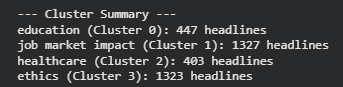 --- Cluster Summary ---
education (Cluster 0): 447 headlines
job market impact (Cluster 1): 1327 headlines
healthcare (Cluster 2): 403 headlines
ethics (Cluster 3): 1323 headlines